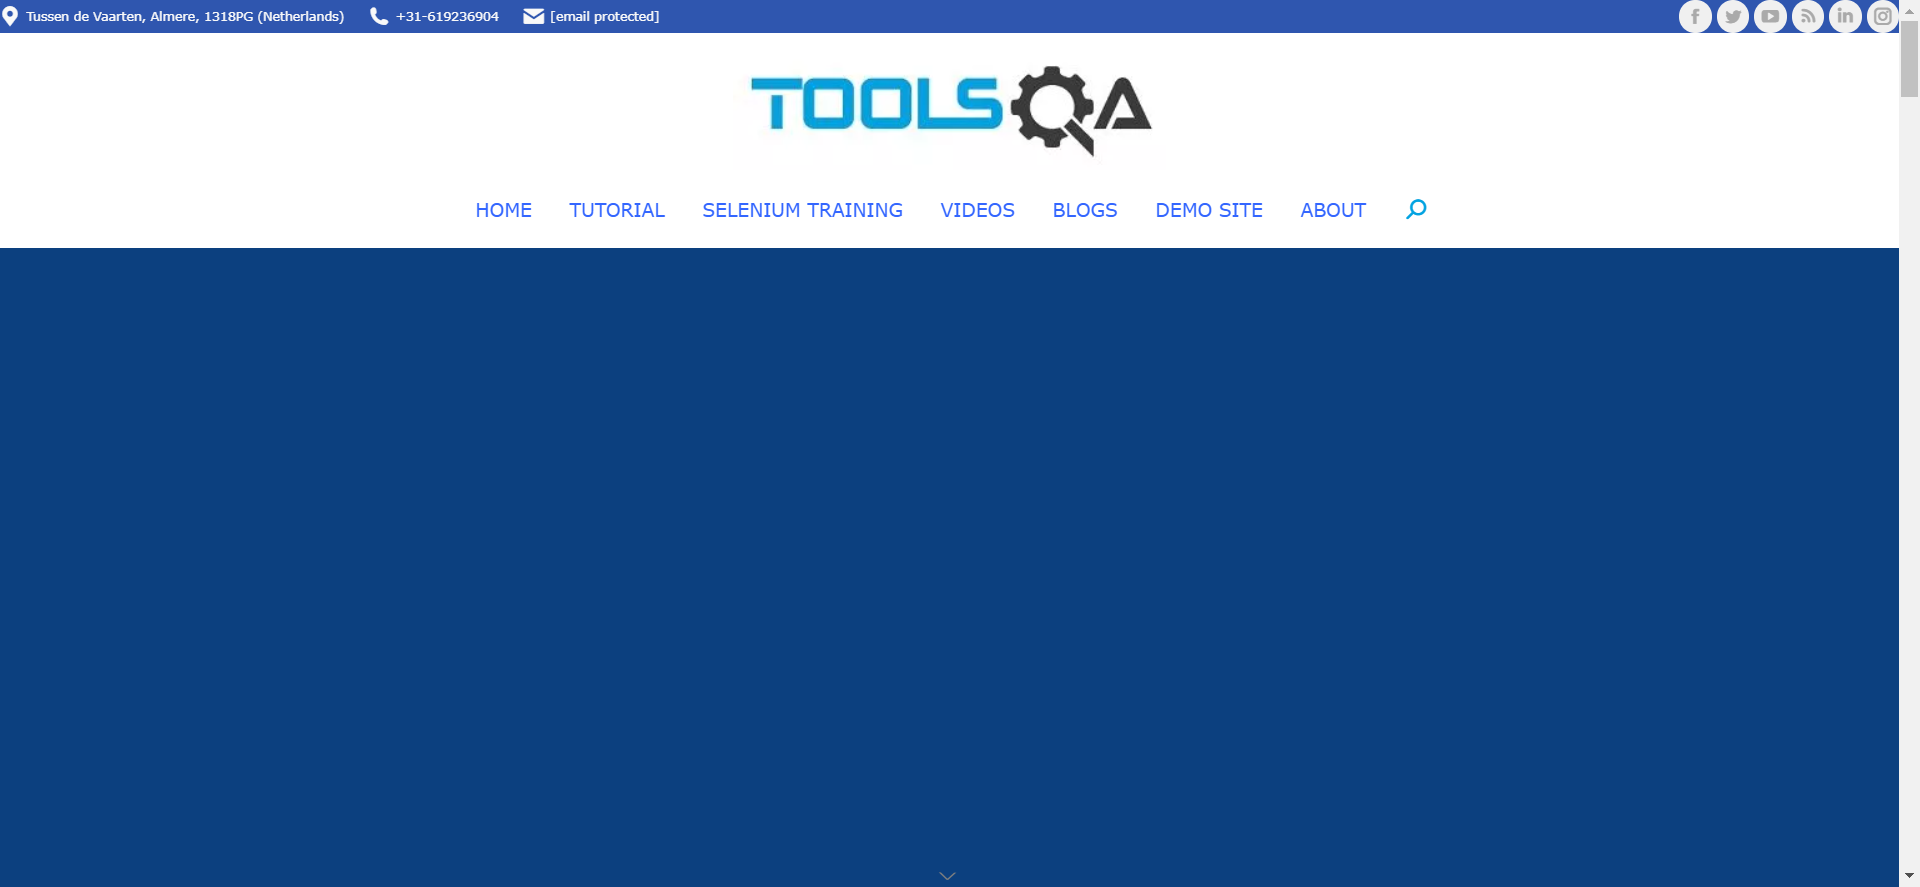 Tussen de Vaarten, Almere, 1318PG (Netherlands) +31-619236904 [email protected]
TOOLSQA
HOME TUTORIAL SELENIUM TRAINING VIDEOS BLOGS DEMO SITE ABOUT